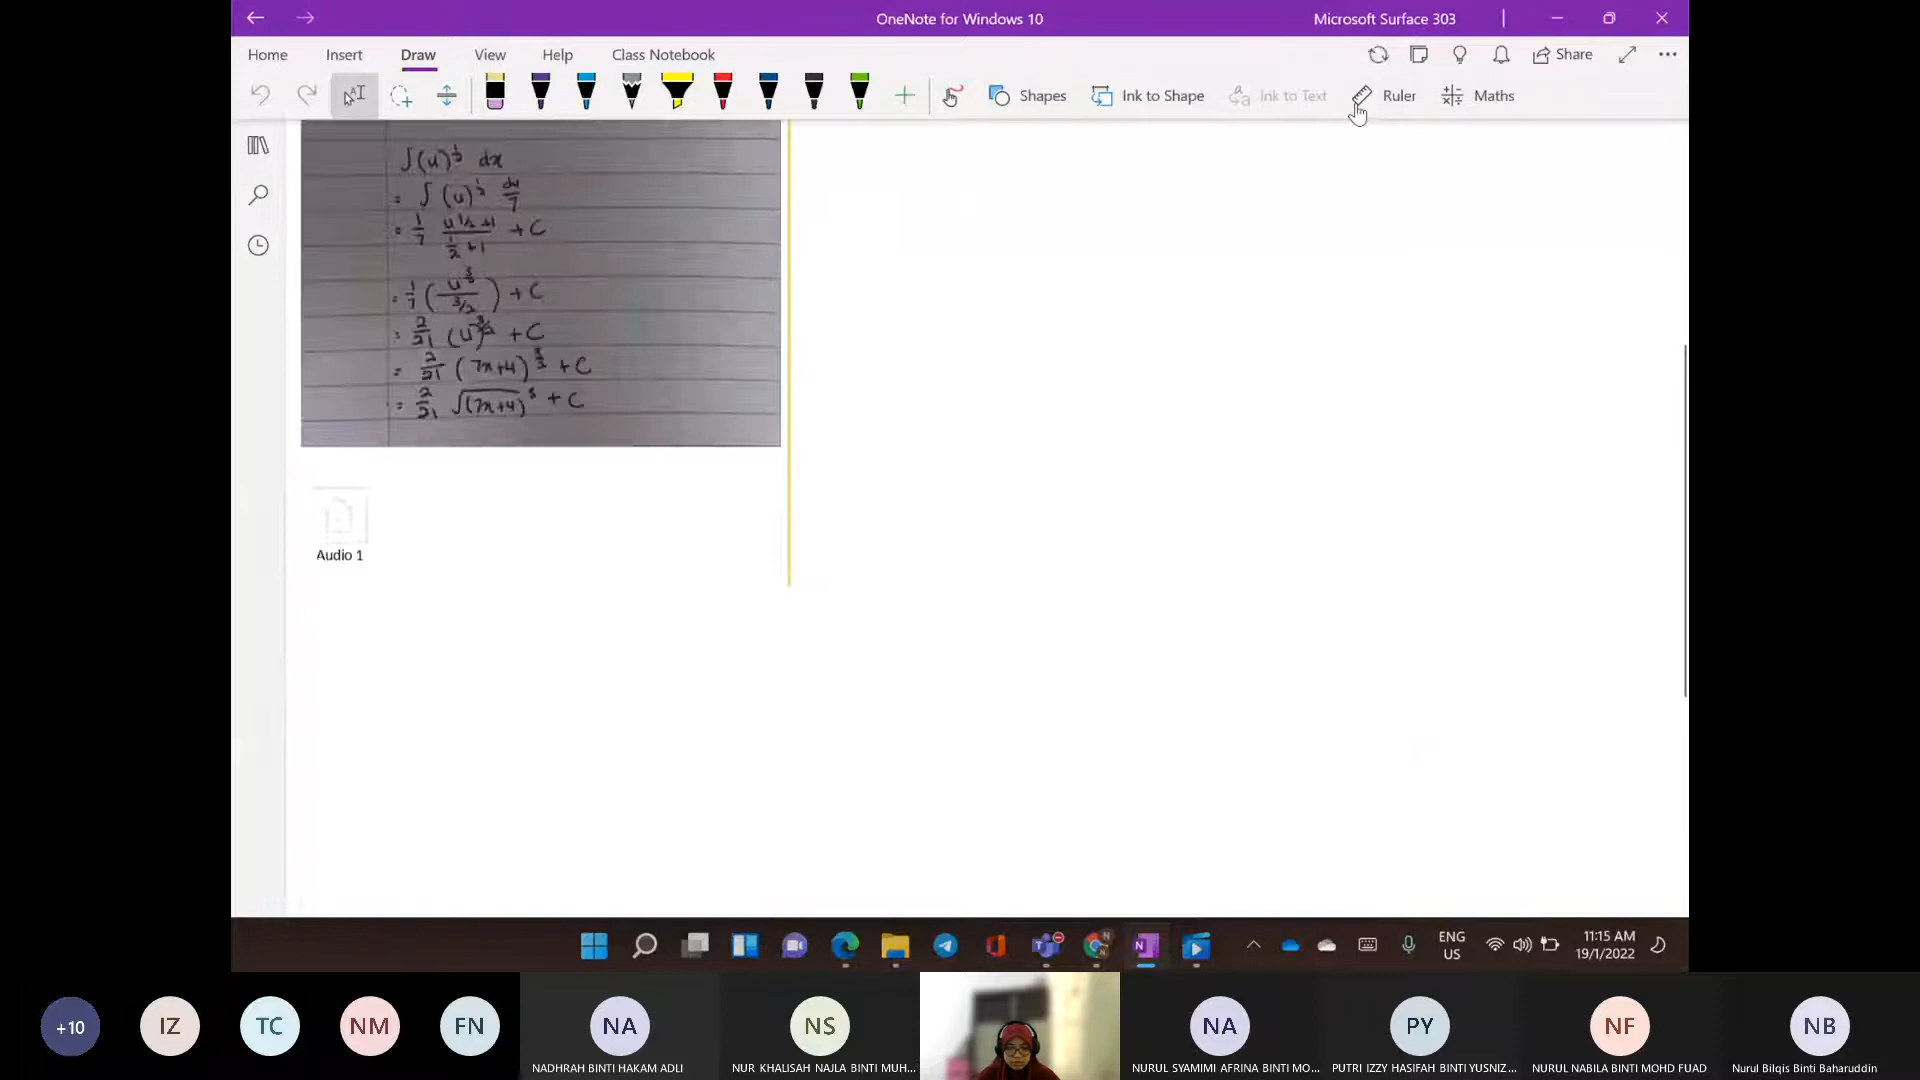 OneNote for Windows 10
Microsoft Surface 303
Home Insert Draw View Help Class Notebook
Share
Shapes
Ink to Shape
Ink to Text
Ruler
Maths
∫(u)^½ dx
= ∫ (u)^½ du/7
= 1/7 u^(1/2 +1) / (1/2 +1) + C
= 1/7 ( u^(3/2) / (3/2) ) + C
= 2/21 (u)^(3/2) + C
= 2/21 (7x+4)^(3/2) + C
= 2/21 √(7x+4)³ + C
Audio 1
ENG
US
11:15 AM
19/1/2022
+10
IZ
TC
NM
FN
NA
NADHRAH BINTI HAKAM ADLI
NS
NUR KHALISAH NAJLA BINTI MUH...
NA
NURUL SYAMIMI AFRINA BINTI MO...
PY
PUTRI IZZY HASIFAH BINTI YUSNIZ...
NF
NURUL NABILA BINTI MOHD FUAD
NB
Nurul Bilqis Binti Baharuddin